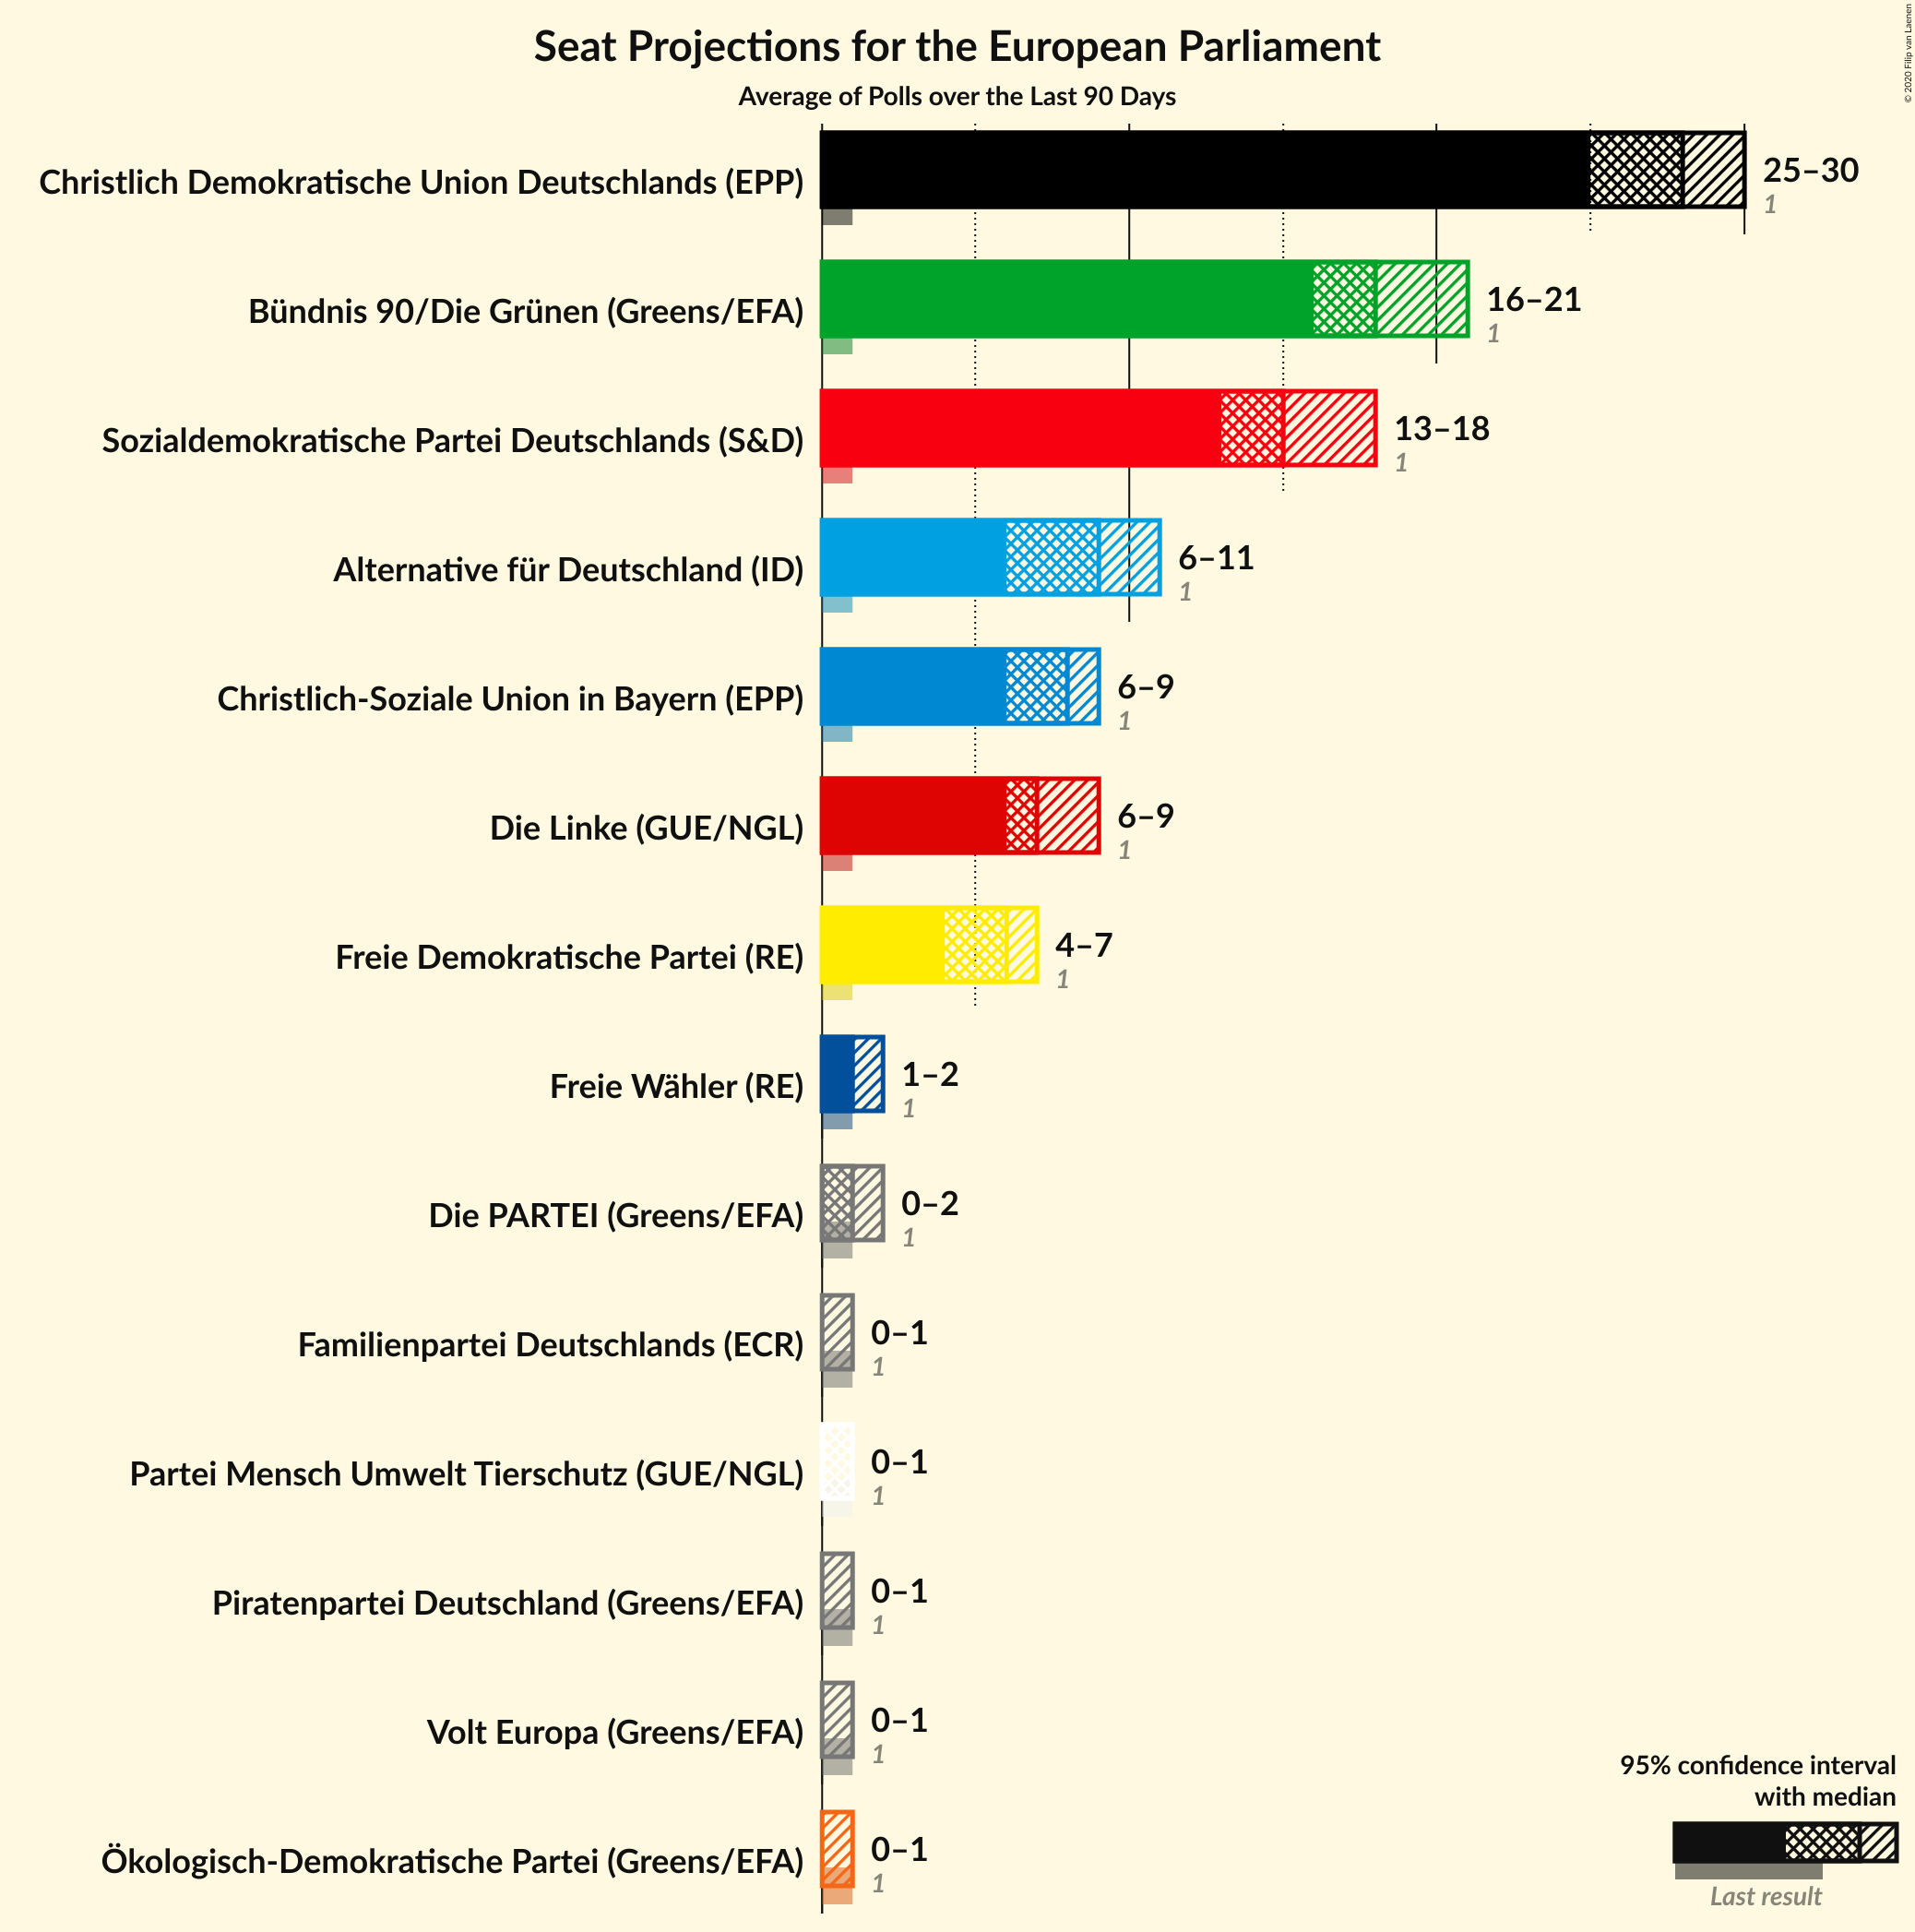 Seat Projections for the European Parliament
Average of Polls over the Last 90 Days
© 2020 Filip van Laenen
Christlich Demokratische Union Deutschlands (EPP)
25–30
1
Bündnis 90/Die Grünen (Greens/EFA)
16–21
1
Sozialdemokratische Partei Deutschlands (S&D)
13–18
1
Alternative für Deutschland (ID)
6–11
1
Christlich-Soziale Union in Bayern (EPP)
6–9
1
Die Linke (GUE/NGL)
6–9
1
Freie Demokratische Partei (RE)
4–7
1
Freie Wähler (RE)
1–2
1
Die PARTEI (Greens/EFA)
0–2
1
Familienpartei Deutschlands (ECR)
0–1
1
Partei Mensch Umwelt Tierschutz (GUE/NGL)
0–1
1
Piratenpartei Deutschland (Greens/EFA)
0–1
1
Volt Europa (Greens/EFA)
0–1
1
Ökologisch-Demokratische Partei (Greens/EFA)
0–1
1
95% confidence interval
with median
Last result